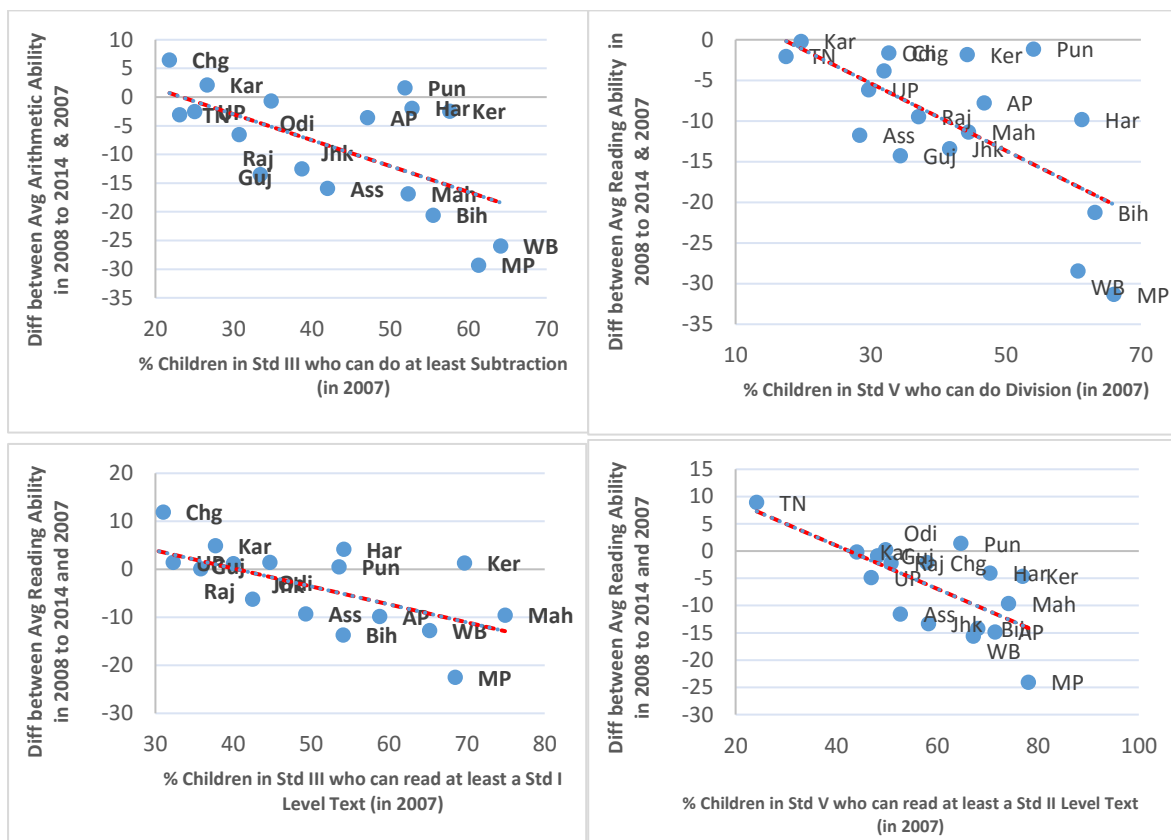 Diff between Avg Arithmetic Ability
in 2008 to 2014 & 2007
10
5
0
-5
-10
-15
-20
-25
-30
-35
Chg
Kar
Pun
Har
Ker
UP
TN
Odi
AP
Raj
Jhk
Guj
Ass
Mah
Bih
WB
MP
20 30 40 50 60 70
% Children in Std III who can do at least Subtraction
(in 2007)
Diff between Avg Reading Ability in
2008 to 2014 & 2007
0
-5
-10
-15
-20
-25
-30
-35
Kar
TN
Odi
Chg
Ker
Pun
UP
AP
Raj
Har
Ass
Mah
Guj
Jhk
Bih
WB
MP
10 30 50 70
% Children in Std V who can do Division (in 2007)
Diff between Avg Reading Ability
in 2008 to 2014 and 2007
20
10
0
-10
-20
-30
Chg
Kar
Har
UP
Guj
Pun
Ker
Raj
Jhk
Odi
Ass
AP
Mah
Bih
WB
MP
30 40 50 60 70 80
% Children in Std III who can read at least a Std I
Level Text (in 2007)
Diff between Avg Reading Ability
in 2008 to 2014 and 2007
15
10
5
0
-5
-10
-15
-20
-25
-30
TN
Odi
Pun
Kar
Guj
Raj
Chg
UP
Har
Ker
Ass
Jhk
Mah
Bih
AP
WB
MP
20 40 60 80 100
% Children in Std V who can read at least a Std II Level Text
(in 2007)